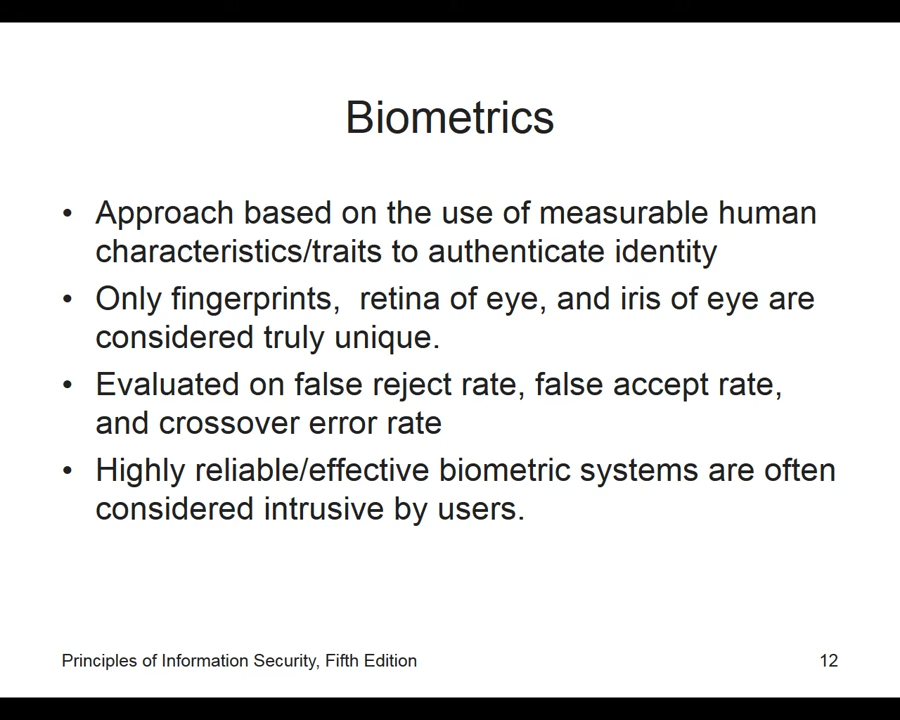 Biometrics
• Approach based on the use of measurable human
characteristics/traits to authenticate identity
• Only fingerprints,  retina of eye, and iris of eye are
considered truly unique.
• Evaluated on false reject rate, false accept rate,
and crossover error rate
• Highly reliable/effective biometric systems are often
considered intrusive by users.
Principles of Information Security, Fifth Edition
12